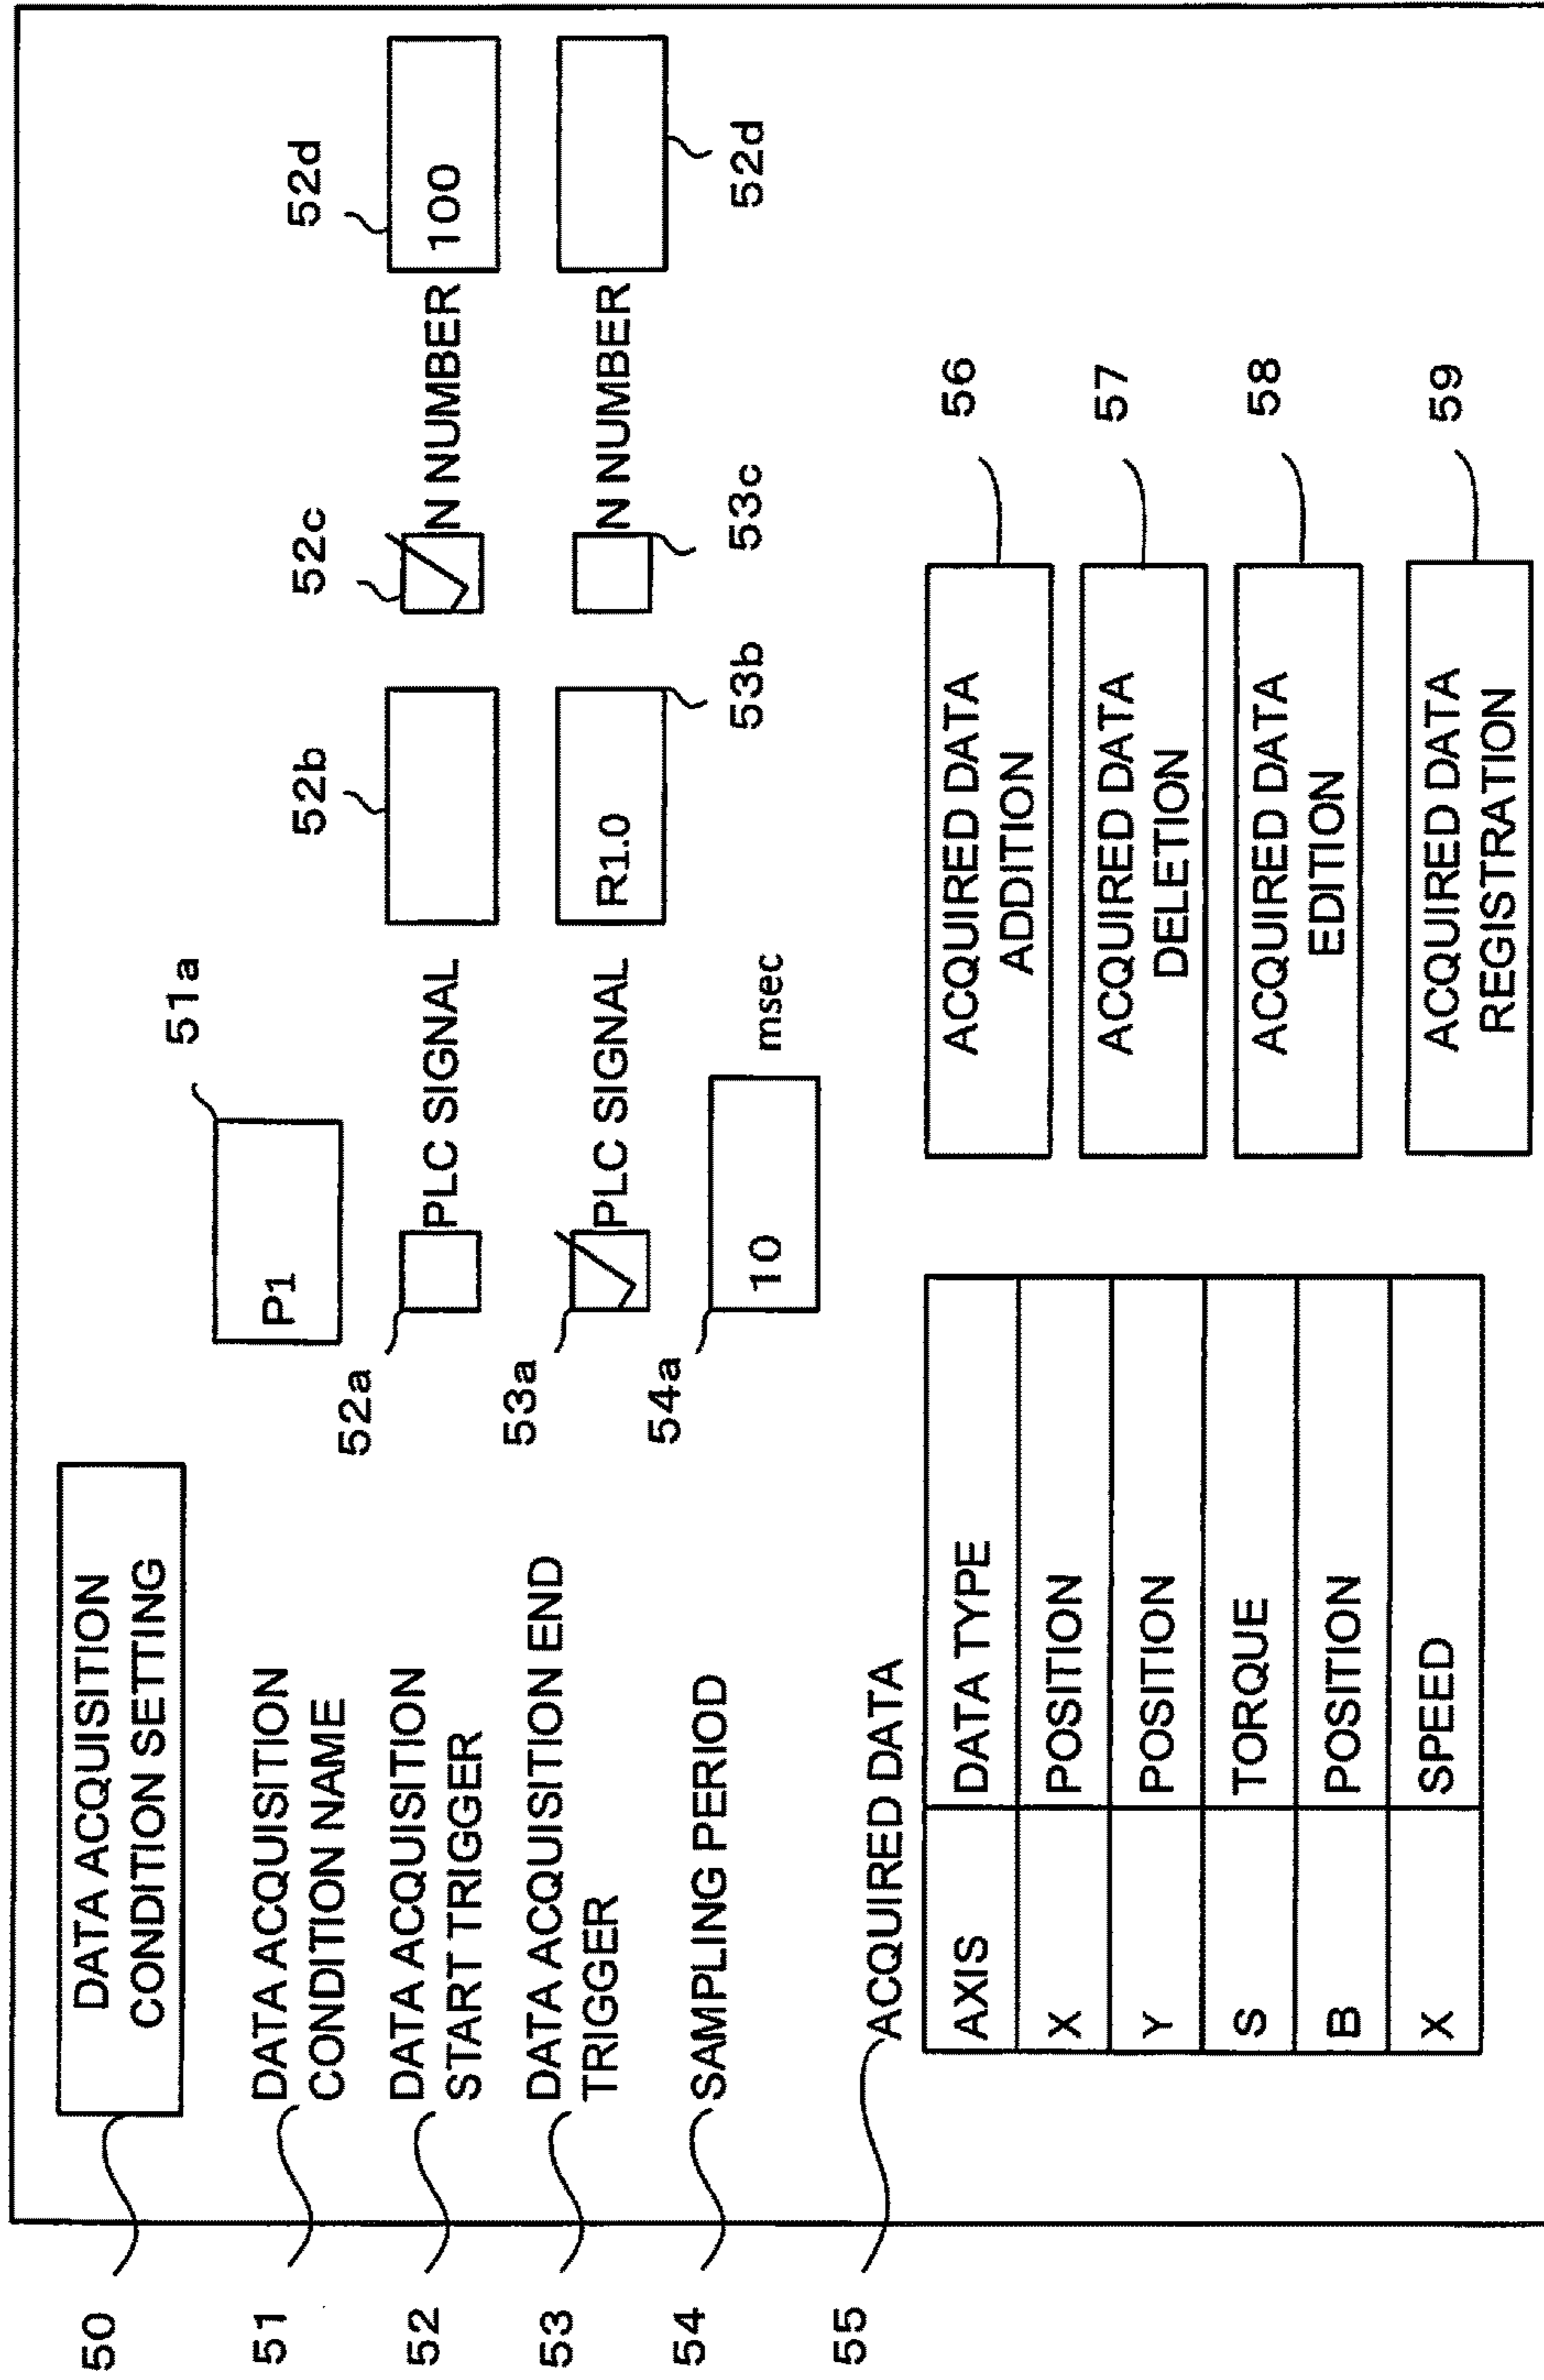 50
DATA ACQUISITION
CONDITION SETTING
51
DATA ACQUISITION
CONDITION NAME
P1
51a
52
DATA ACQUISITION
START TRIGGER
52a
PLC SIGNAL
52b
52c
N NUMBER
100
52d
53
DATA ACQUISITION END
TRIGGER
53a
PLC SIGNAL
R1.0
53b
53c
N NUMBER
52d
54
SAMPLING PERIOD
54a
10
msec
55
ACQUIRED DATA
AXIS DATA TYPE
X POSITION
Y POSITION
S TORQUE
B POSITION
X SPEED
ACQUIRED DATA
ADDITION
56
ACQUIRED DATA
DELETION
57
ACQUIRED DATA
EDITION
58
ACQUIRED DATA
REGISTRATION
59